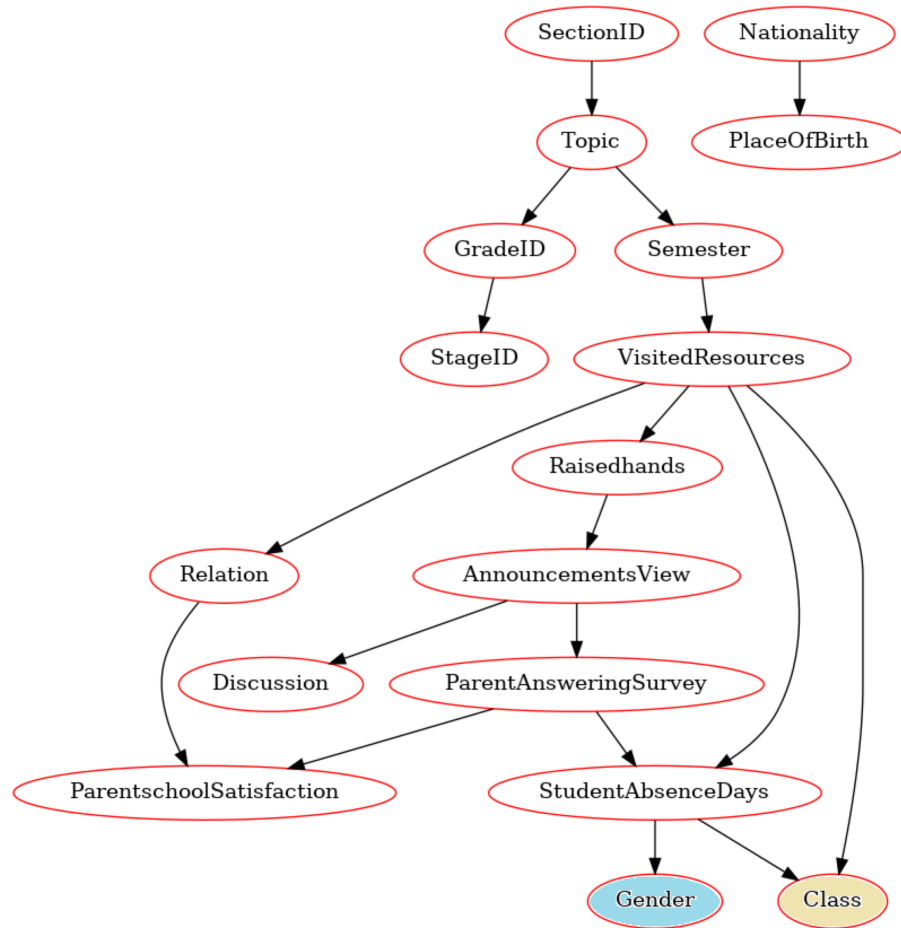 SectionID
Nationality
Topic
PlaceOfBirth
GradeID
Semester
StageID
VisitedResources
Raisedhands
Relation
AnnouncementsView
Discussion
ParentAnsweringSurvey
ParentschoolSatisfaction
StudentAbsenceDays
Gender
Class